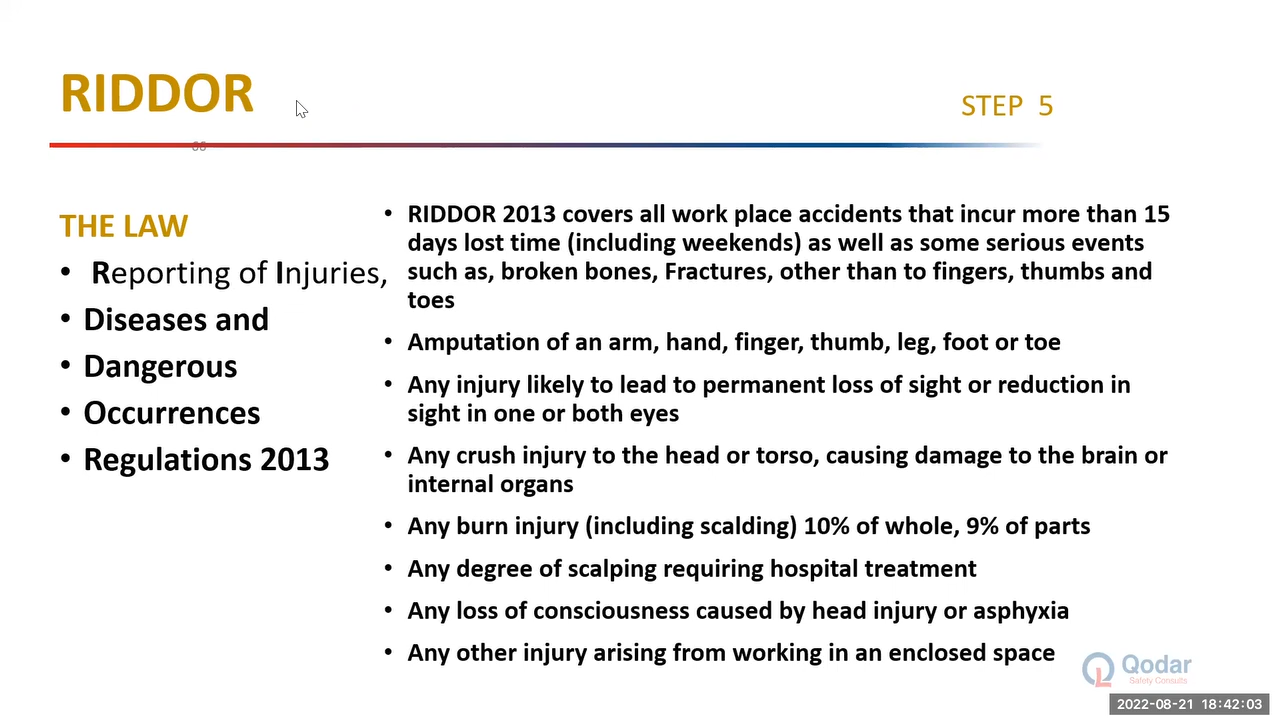 RIDDOR
STEP 5
THE LAW
• Reporting of Injuries,
• Diseases and
• Dangerous
• Occurrences
• Regulations 2013
• RIDDOR 2013 covers all work place accidents that incur more than 15
days lost time (including weekends) as well as some serious events
such as, broken bones, Fractures, other than to fingers, thumbs and
toes
• Amputation of an arm, hand, finger, thumb, leg, foot or toe
• Any injury likely to lead to permanent loss of sight or reduction in
sight in one or both eyes
• Any crush injury to the head or torso, causing damage to the brain or
internal organs
• Any burn injury (including scalding) 10% of whole, 9% of parts
• Any degree of scalping requiring hospital treatment
• Any loss of consciousness caused by head injury or asphyxia
• Any other injury arising from working in an enclosed space
Qodar
Safety Consults
2022-08-21 18:42:03